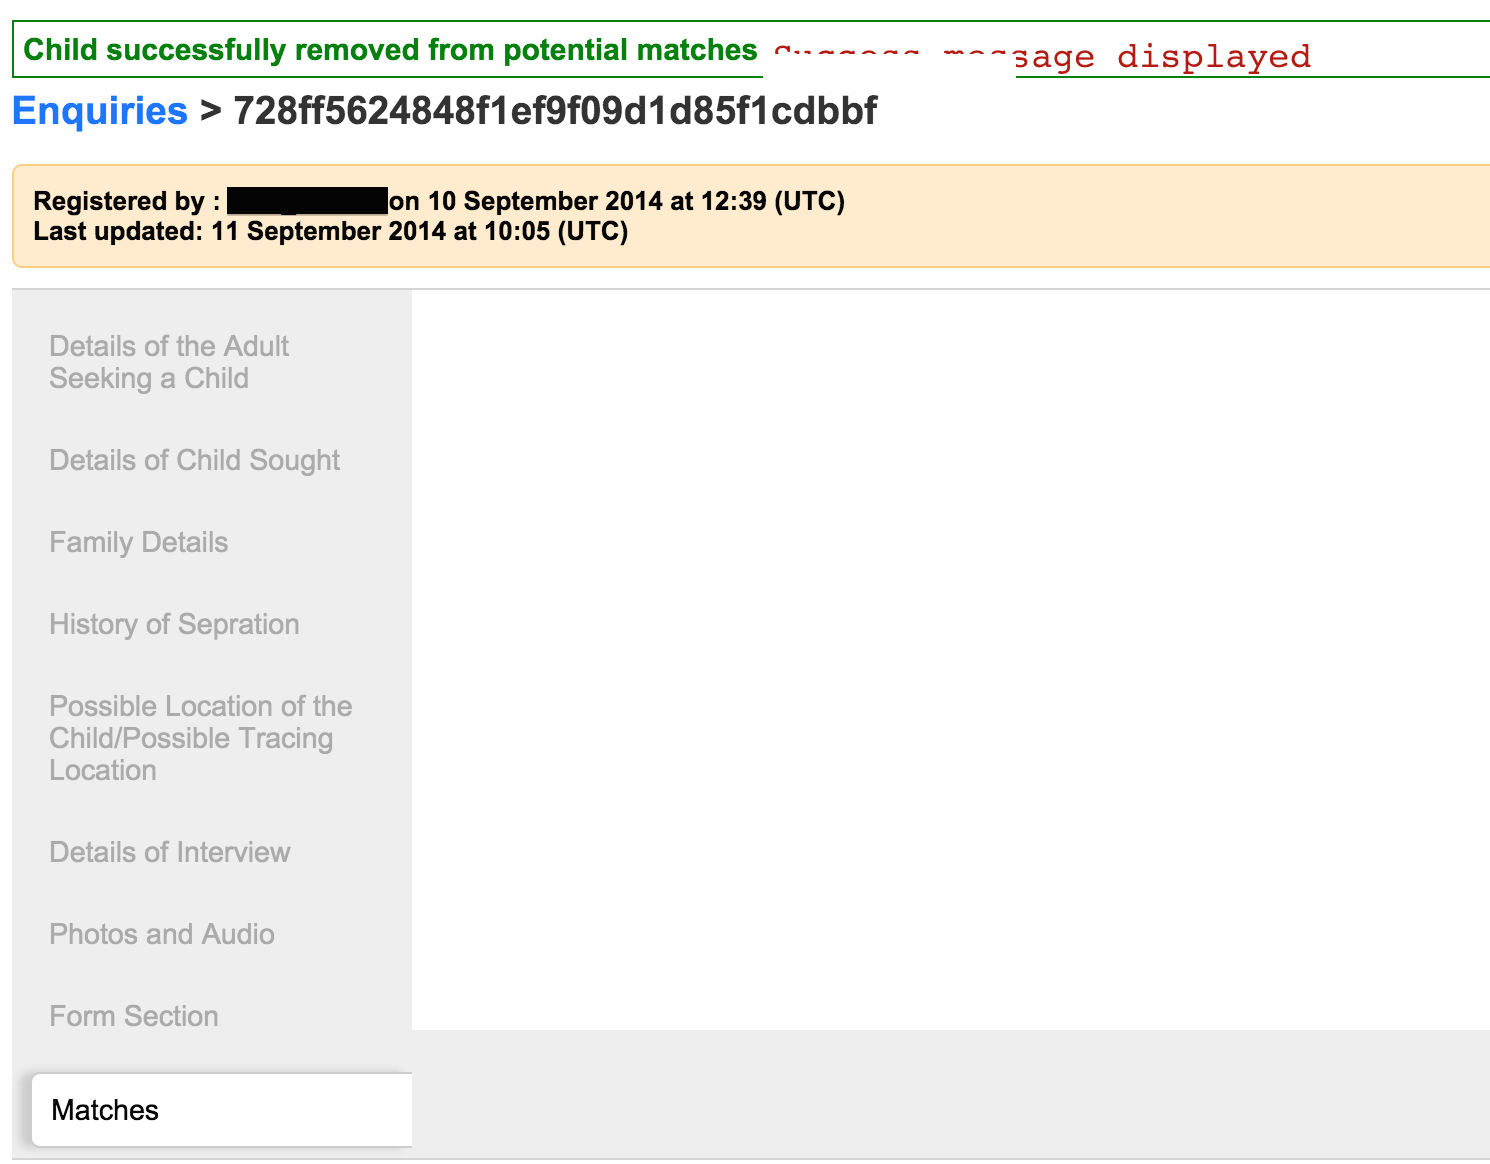 Child successfully removed from potential matches
message displayed
Enquiries > 728ff5624848f1ef9f09d1d85f1cdbbf
Registered by : on 10 September 2014 at 12:39 (UTC)
Last updated: 11 September 2014 at 10:05 (UTC)
Details of the Adult
Seeking a Child
Details of Child Sought
Family Details
History of Sepration
Possible Location of the
Child/Possible Tracing
Location
Details of Interview
Photos and Audio
Form Section
Matches